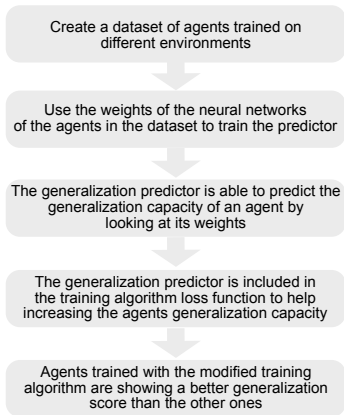 Create a dataset of agents trained on
different environments
Use the weights of the neural networks
of the agents in the dataset to train the predictor
The generalization predictor is able to predict the
generalization capacity of an agent by
looking at its weights
The generalization predictor is included in
the training algorithm loss function to help
increasing the agents generalization capacity
Agents trained with the modified training
algorithm are showing a better generalization
score than the other ones